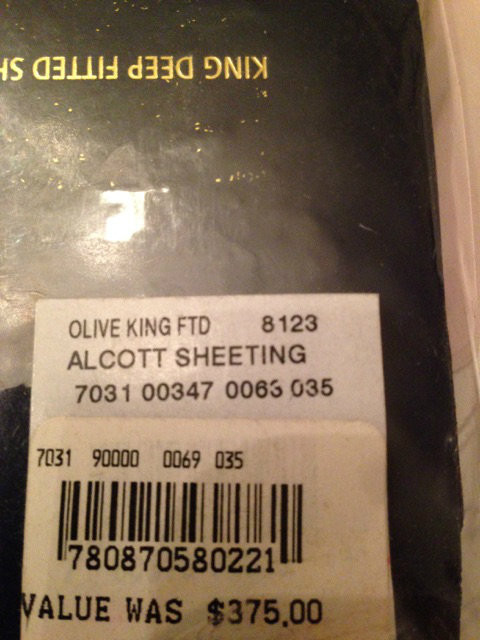 KING DEEP FITTED
OLIVE KING FTD 8123
ALCOTT SHEETING
7031 00347 0063 035
7031 90000 0069 035
780870580221
VALUE WAS $375.00